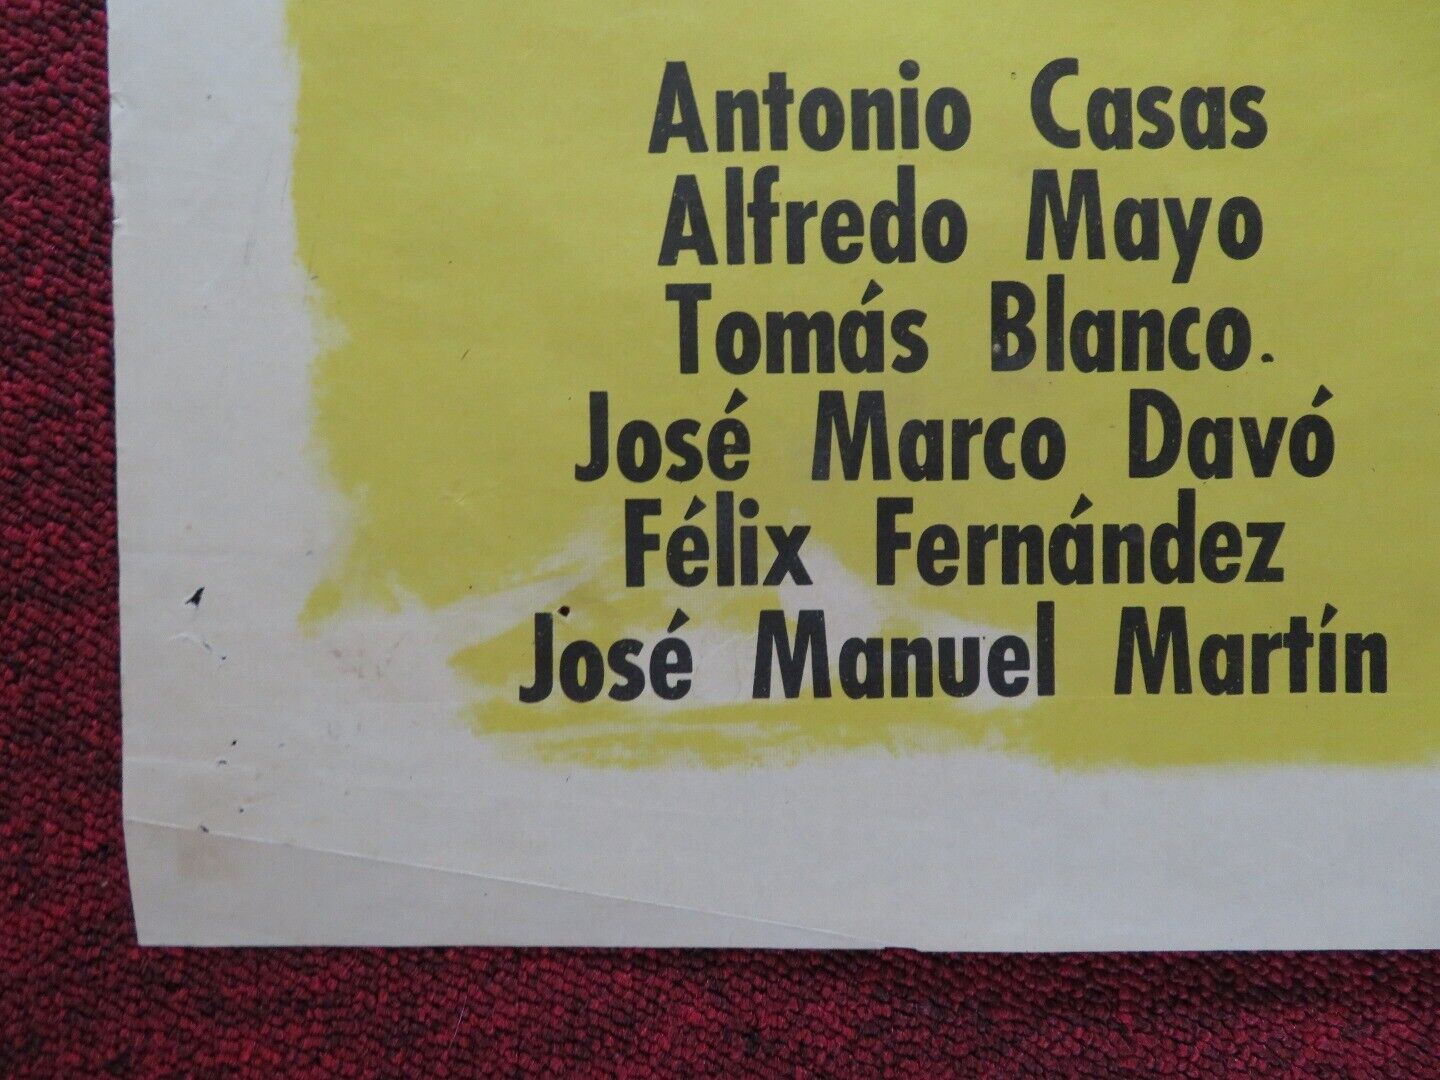 Antonio Casas
Alfredo Mayo
Tomás Blanco.
José Marco Davó
Félix Fernández
José Manuel Martín